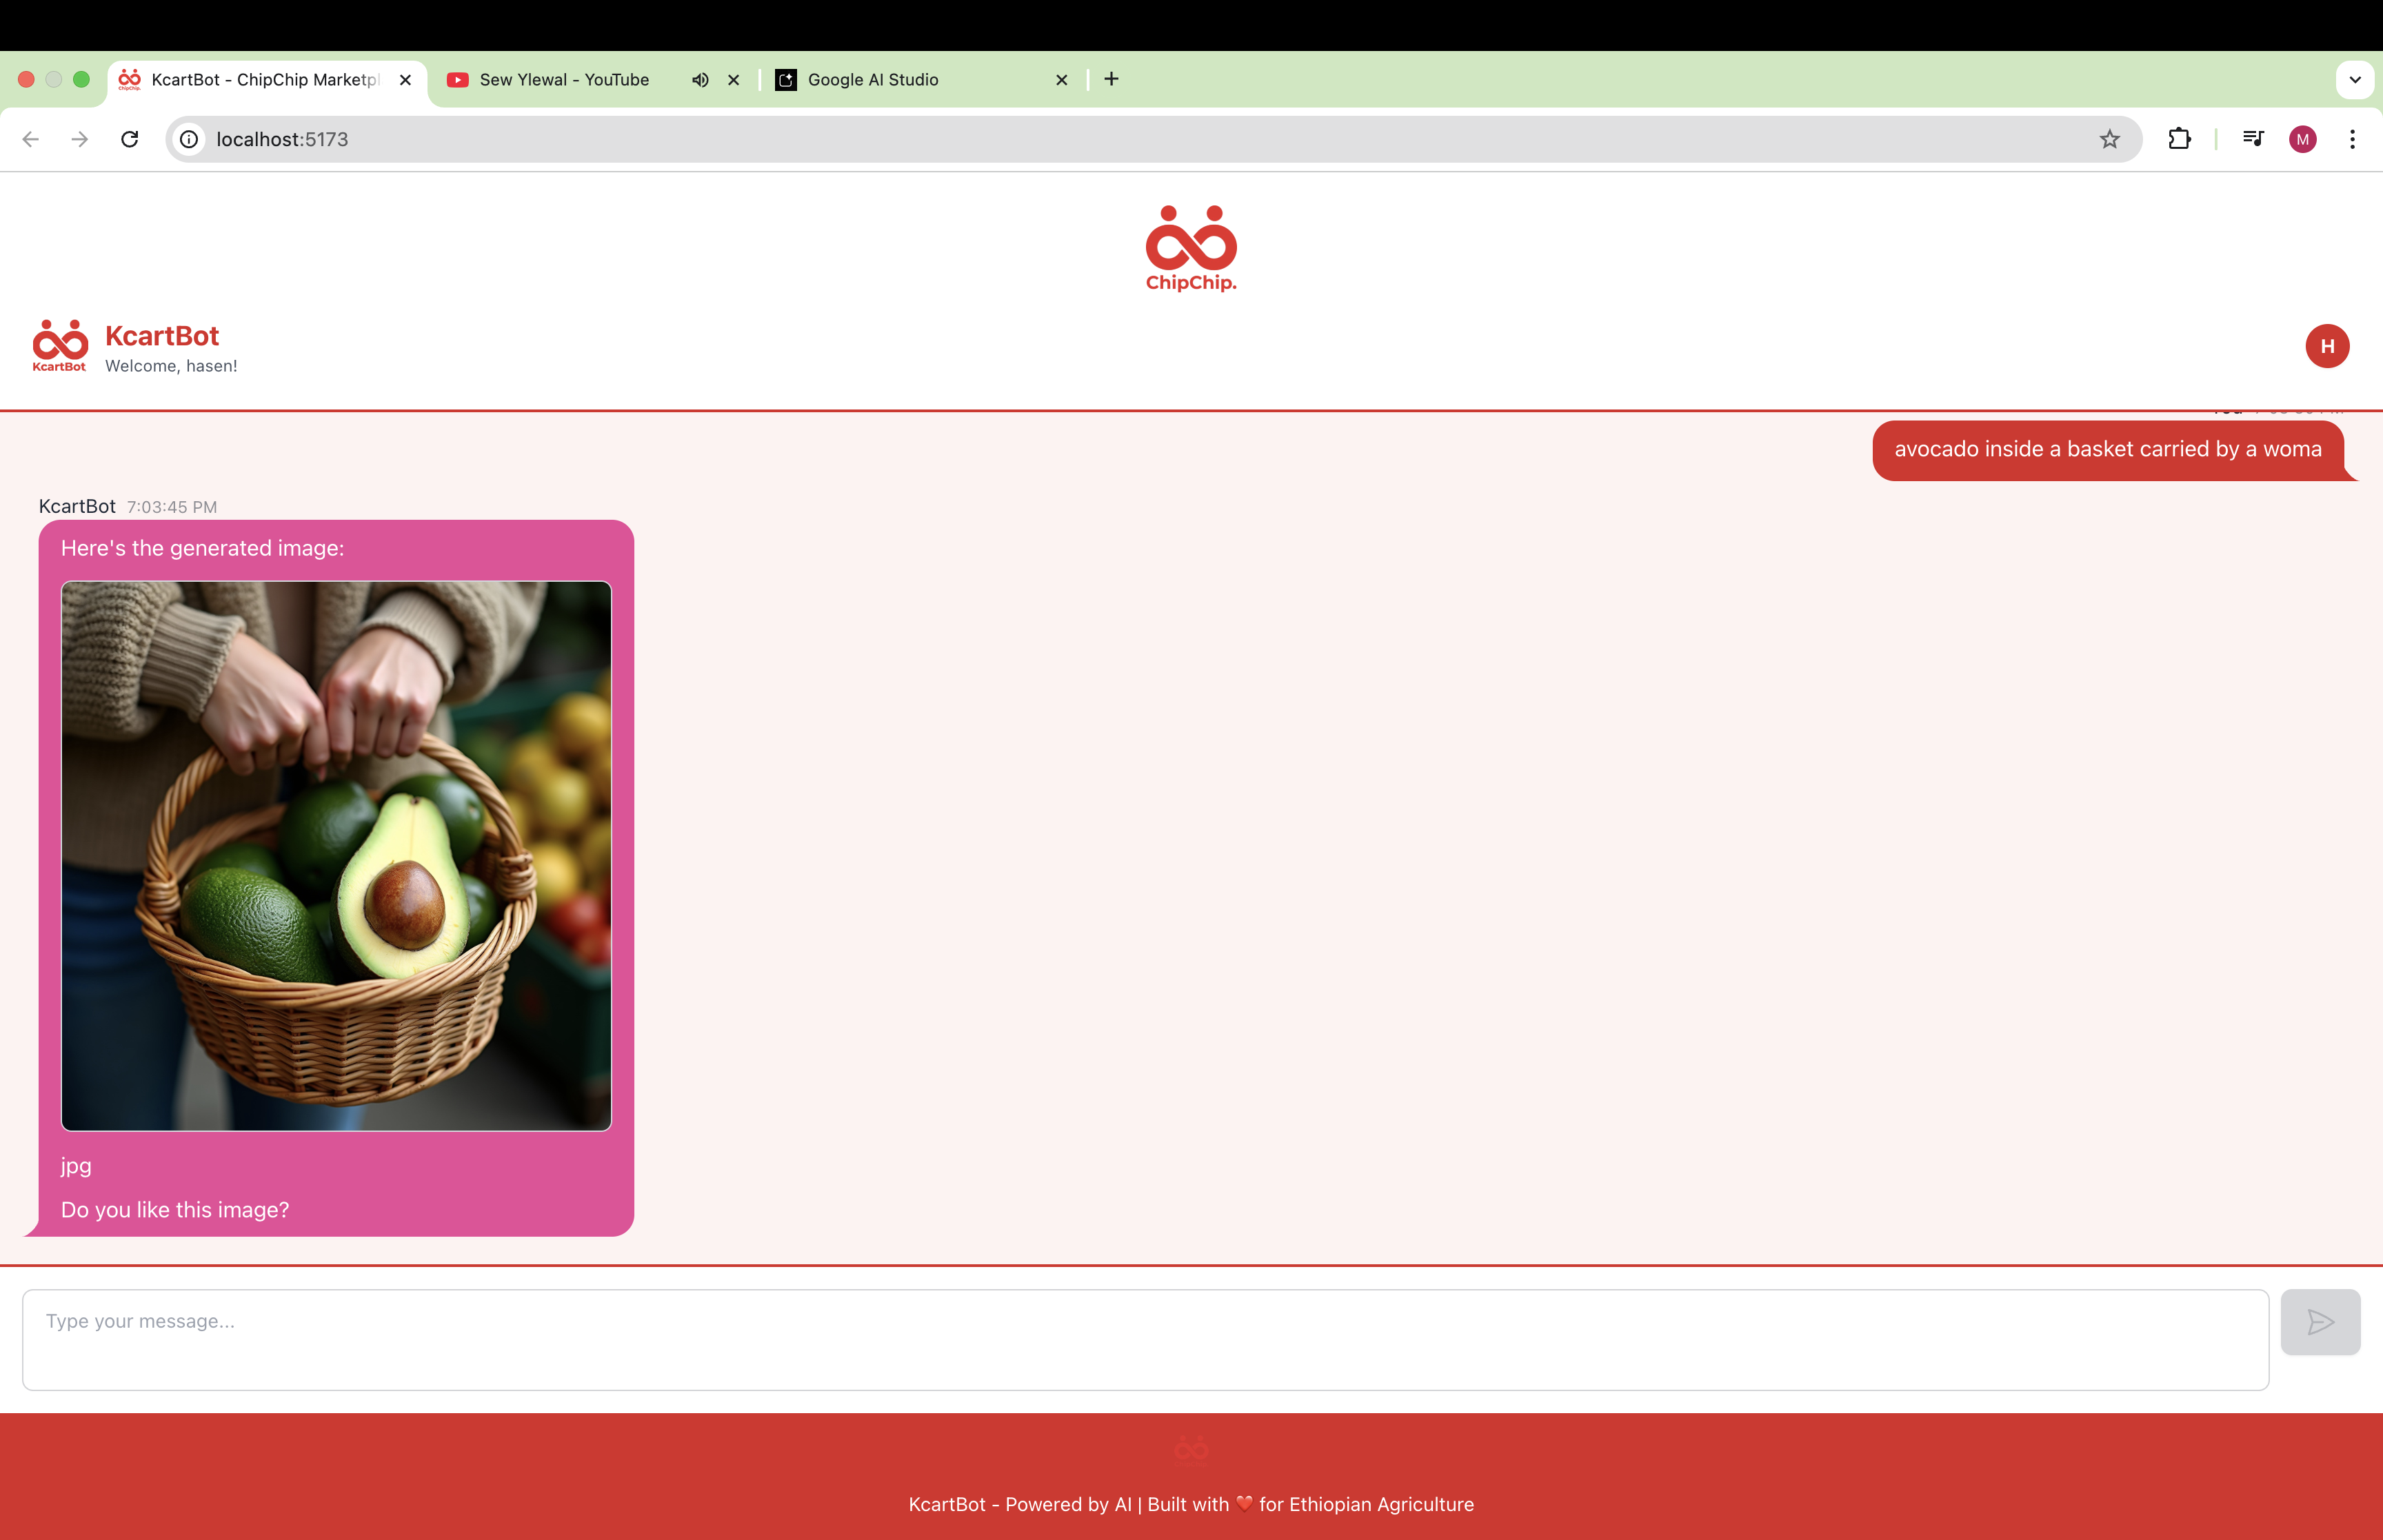 KcartBot - ChipChip Marketpl
Sew Ylewal - YouTube
Google AI Studio
localhost:5173
M
ChipChip.
KcartBot
KcartBot
Welcome, hasen!
H
avocado inside a basket carried by a woma
KcartBot 7:03:45 PM
Here's the generated image:
jpg
Do you like this image?
Type your message...
KcartBot - Powered by AI | Built with ❤️ for Ethiopian Agriculture